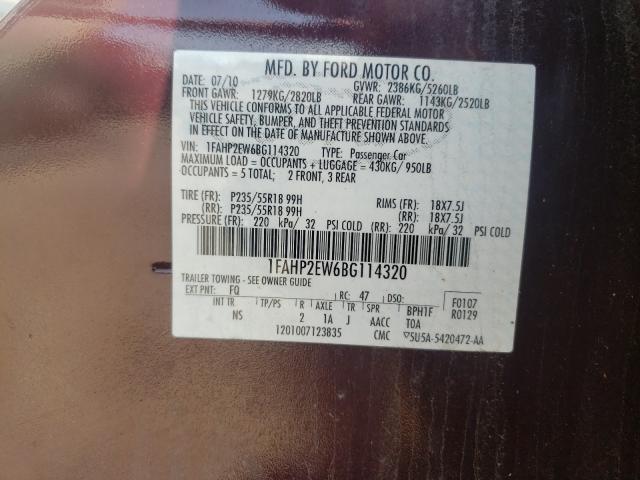 MFD. BY FORD MOTOR CO.
DATE: 07/10 GVWR: 2386KG/5260LB
FRONT GAWR: 1279KG/2820LB REAR GAWR: 1143KG/2520LB
THIS VEHICLE CONFORMS TO ALL APPLICABLE FEDERAL MOTOR
VEHICLE SAFETY, BUMPER, AND THEFT PREVENTION STANDARDS
IN EFFECT ON THE DATE OF MANUFACTURE SHOWN ABOVE.
VIN: 1FAHP2EW6BG114320 TYPE: Passenger Car
MAXIMUM LOAD = OCCUPANTS + LUGGAGE = 430KG/ 950LB
OCCUPANTS = 5 TOTAL; 2 FRONT, 3 REAR
TIRE (FR): P235/55R18 99H RIMS (FR): 18X7.5J
(RR): P235/55R18 99H (RR): 18X7.5J
PRESSURE (FR): 220 kPa/ 32 PSI COLD (RR): 220 kPa/ 32 PSI COLD
1FAHP2EW6BG114320
TRAILER TOWING - SEE OWNER GUIDE
EXT PNT: FQ RC: 47 DSO: F0107
INT TR TP/PS R AXLE TR SPR BPH1F R0129
NS 2 1A J AACC TOA
1201007123835 CMC ▽5U5A-5420472-AA